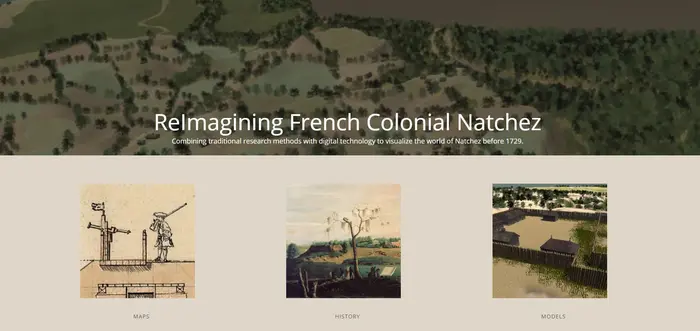 ReImagining French Colonial Natchez
Combining traditional research methods with digital technology to visualize the world of Natchez before 1729.
MAPS
HISTORY
MODELS